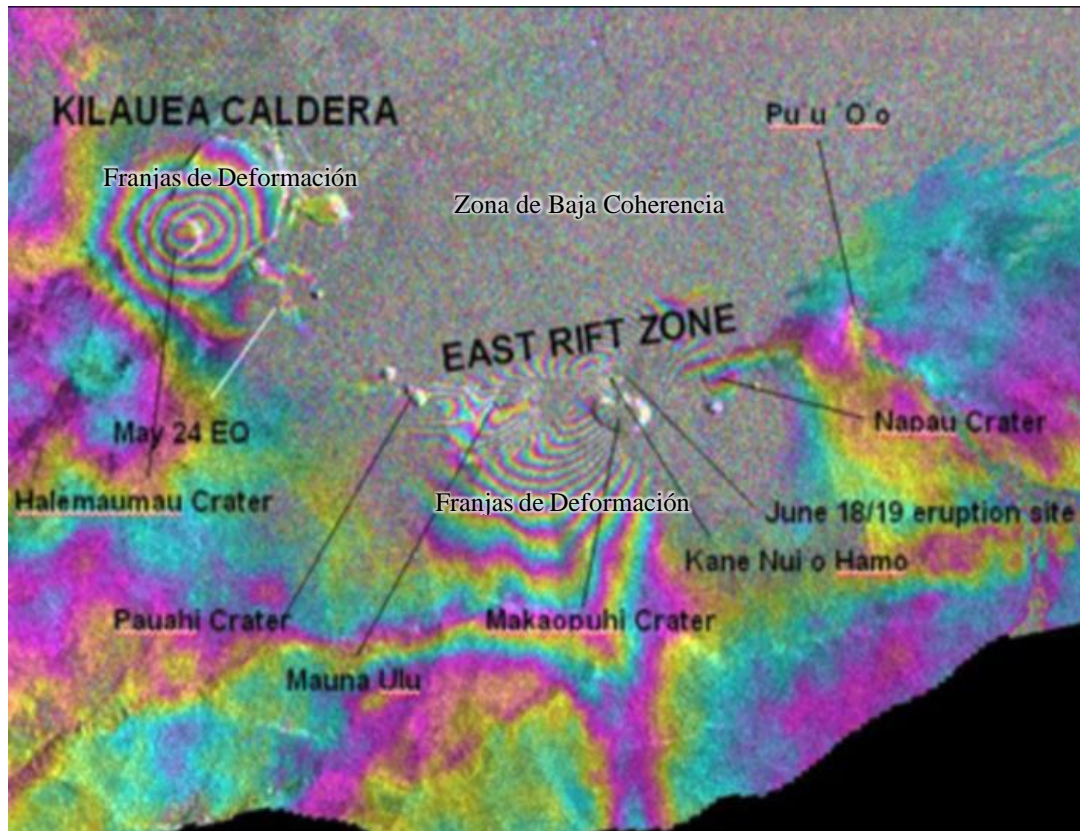 KILAUEA CALDERA
Pu'u 'O'o
Franjas de Deformación
Zona de Baja Coherencia
EAST RIFT ZONE
May 24 EQ
Napau Crater
Halemaumau Crater
Franjas de Deformación
June 18/19 eruption site
Kane Nui o Hamo
Pauahi Crater
Makaopuhi Crater
Mauna Ulu